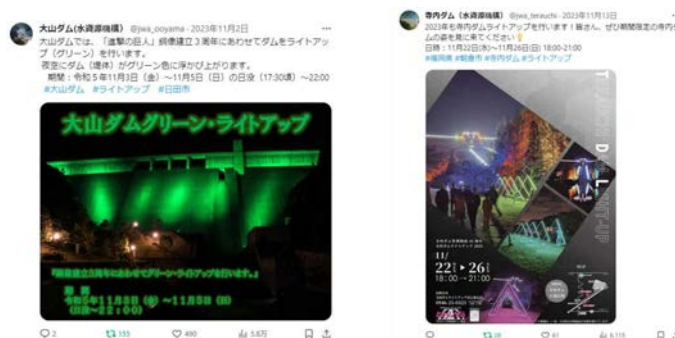 大山ダム(水資源機構) @jwa_ooyama · 2023年11月2日
大山ダムでは、「進撃の巨人」銅像建立3周年にあわせてダムをライトアップ
(グリーン)を行います。
夜空にダム(堤体)がグリーン色に浮かび上がります。
期間:令和5年11月3日(金)~11月5日(日)の日没(17:30頃)~22:00
#大山ダム #ライトアップ #日田市
大山ダムグリーン・ライトアップ
『銅像建立3周年にあわせてグリーン・ライトアップを行います。』
期間
令和5年11月3日(金)~11月5日(日)
(日没~22:00)
2 155 490 5.8万
寺内ダム(水資源機構) @jwa_terauchi · 2023年11月13日
2023年も寺内ダムライトアップを行います!皆さん、ぜひ期間限定の寺内ダ
ムの姿を見に来てください
日時:11月22日(水)~11月26日(日) 18:00-21:00
#福岡県 #朝倉市 #寺内ダム #ライトアップ
DAM LIGHT-UP
11/
22 26
18:00 21:00
28 41 6,115